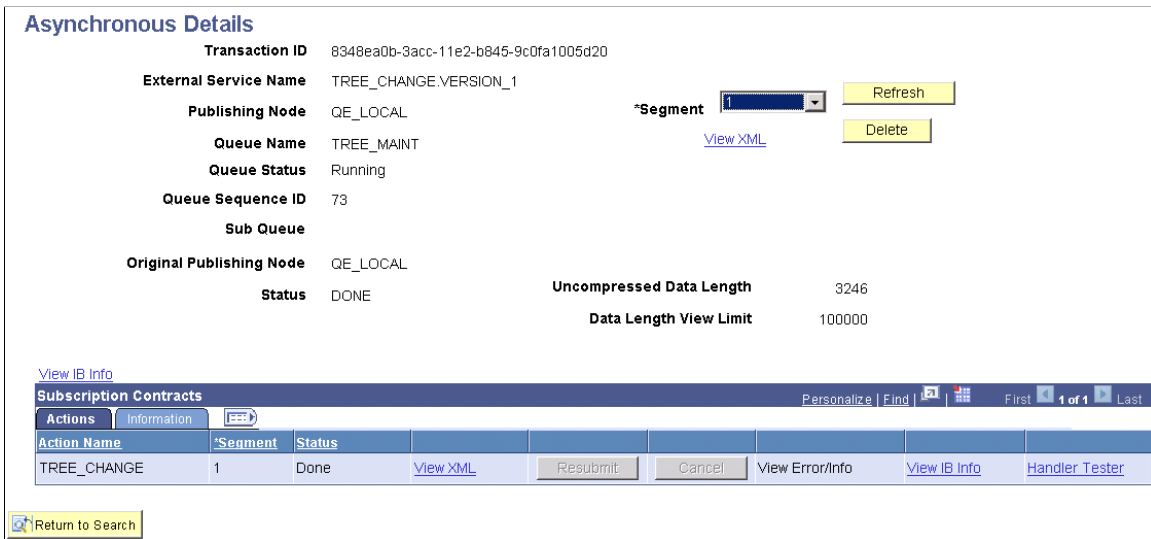 Asynchronous Details
Transaction ID 8348ea0b-3acc-11e2-b845-9c0fa1005d20
External Service Name TREE_CHANGE.VERSION_1
*Segment 1 Refresh
Publishing Node QE_LOCAL
Queue Name TREE_MAINT View XML Delete
Queue Status Running
Queue Sequence ID 73
Sub Queue
Original Publishing Node QE_LOCAL
Status DONE Uncompressed Data Length 3246
Data Length View Limit 100000
View IB Info
Subscription Contracts Personalize | Find | | First 1 of 1 Last
Actions Information
Action Name *Segment Status
TREE_CHANGE 1 Done View XML Resubmit Cancel View Error/Info View IB Info Handler Tester
Return to Search